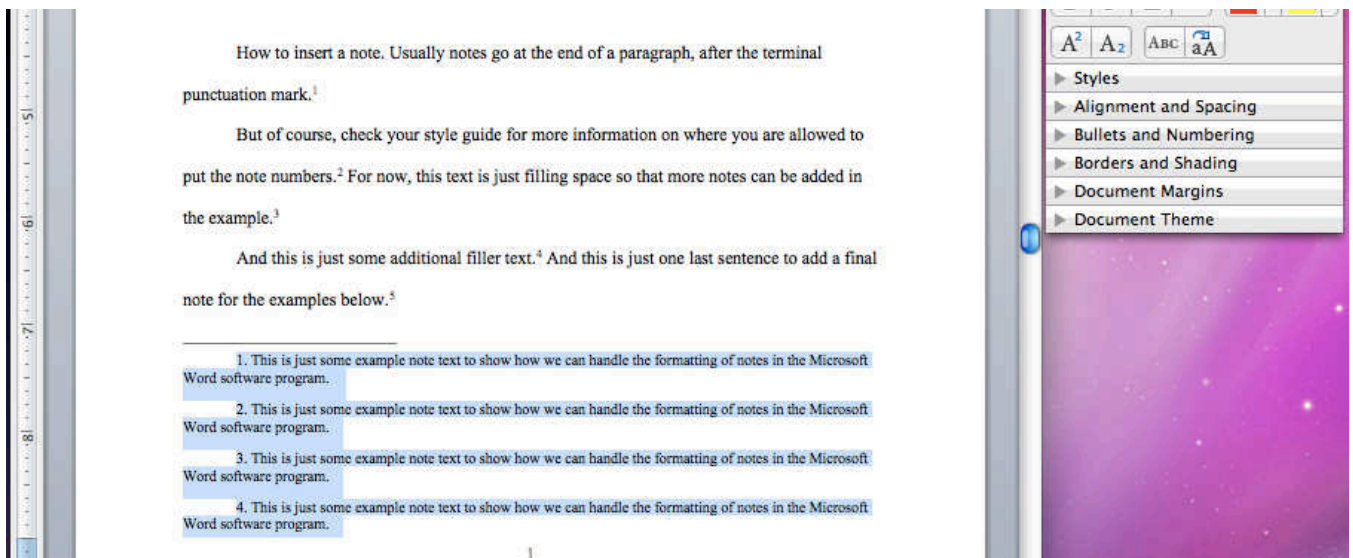 How to insert a note. Usually notes go at the end of a paragraph, after the terminal
punctuation mark.1
But of course, check your style guide for more information on where you are allowed to
put the note numbers.2 For now, this text is just filling space so that more notes can be added in
the example.3
And this is just some additional filler text.4 And this is just one last sentence to add a final
note for the examples below.5
1. This is just some example note text to show how we can handle the formatting of notes in the Microsoft
Word software program.
2. This is just some example note text to show how we can handle the formatting of notes in the Microsoft
Word software program.
3. This is just some example note text to show how we can handle the formatting of notes in the Microsoft
Word software program.
4. This is just some example note text to show how we can handle the formatting of notes in the Microsoft
Word software program.
1
5
6
7
8
A2 A2 ABC aA
Styles
Alignment and Spacing
Bullets and Numbering
Borders and Shading
Document Margins
Document Theme